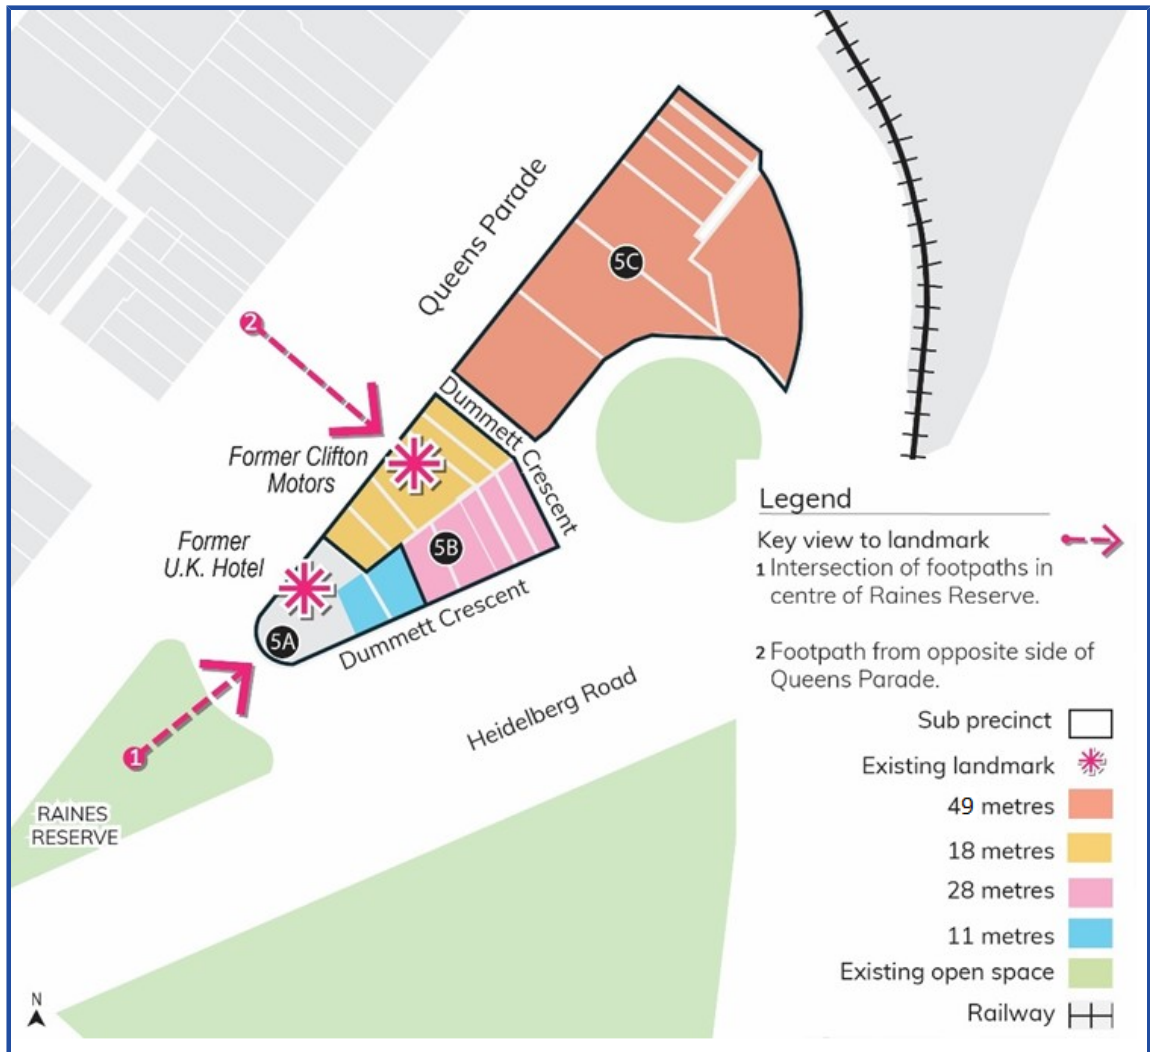 Queens Parade
5C
2
Dummett Crescent
Former Clifton
Motors
Former
U.K. Hotel
5B
5A
Dummett Crescent
Heidelberg Road
1
RAINES
RESERVE
N
Legend
Key view to landmark
1 Intersection of footpaths in
centre of Raines Reserve.
2 Footpath from opposite side of
Queens Parade.
Sub precinct
Existing landmark
49 metres
18 metres
28 metres
11 metres
Existing open space
Railway